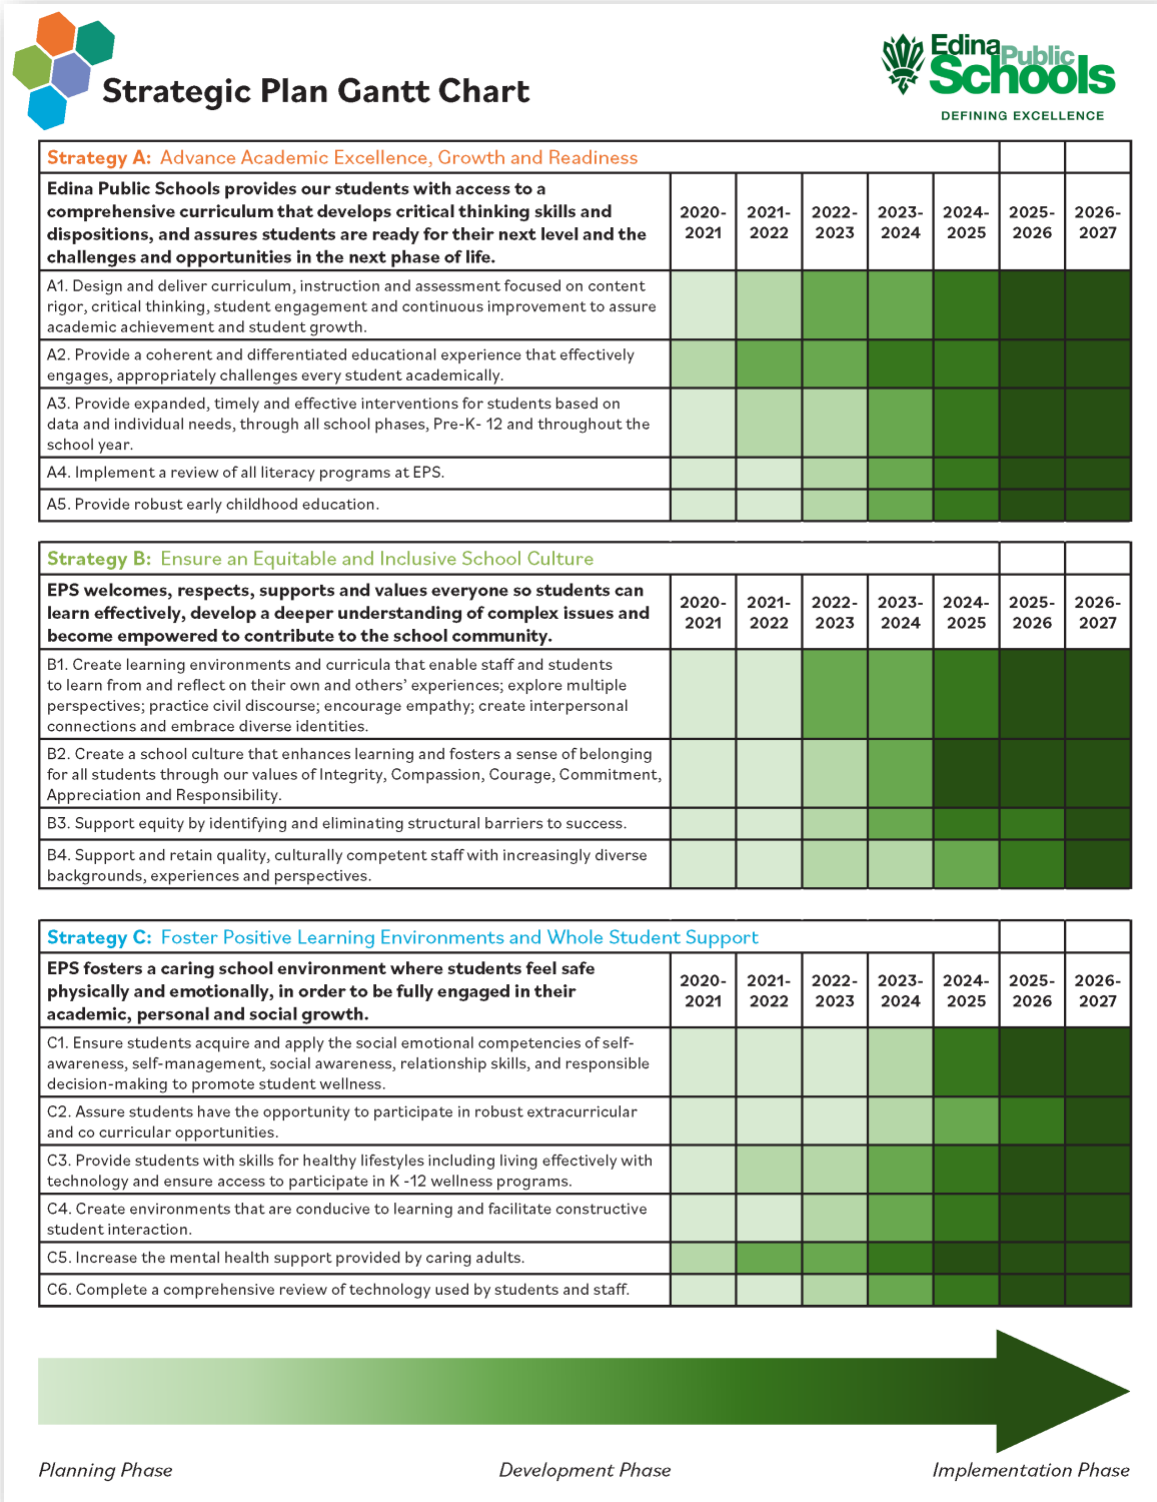 Strategic Plan Gantt Chart
Edina Public
Schools
DEFINING EXCELLENCE
Strategy A: Advance Academic Excellence, Growth and Readiness
Edina Public Schools provides our students with access to a
comprehensive curriculum that develops critical thinking skills and
dispositions, and assures students are ready for their next level and the
challenges and opportunities in the next phase of life.
2020- 2021-  2022- 2023- 2024- 2025- 2026-
2021 2022 2023 2024 2025 2026 2027
A1. Design and deliver curriculum, instruction and assessment focused on content
rigor, critical thinking, student engagement and continuous improvement to assure
academic achievement and student growth.
A2. Provide a coherent and differentiated educational experience that effectively
engages, appropriately challenges every student academically.
A3. Provide expanded, timely and effective interventions for students based on
data and individual needs, through all school phases, Pre-K- 12 and throughout the
school year.
A4. Implement a review of all literacy programs at EPS.
A5. Provide robust early childhood education.
Strategy B: Ensure an Equitable and Inclusive School Culture
EPS welcomes, respects, supports and values everyone so students can
learn effectively, develop a deeper understanding of complex issues and
become empowered to contribute to the school community.
2020- 2021- 2022- 2023- 2024- 2025- 2026-
2021 2022 2023 2024 2025 2026 2027
B1. Create learning environments and curricula that enable staff and students
to learn from and reflect on their own and others' experiences; explore multiple
perspectives; practice civil discourse; encourage empathy; create interpersonal
connections and embrace diverse identities.
B2. Create a school culture that enhances learning and fosters a sense of belonging
for all students through our values of Integrity, Compassion, Courage, Commitment,
Appreciation and Responsibility.
B3. Support equity by identifying and eliminating structural barriers to success.
B4. Support and retain quality, culturally competent staff with increasingly diverse
backgrounds, experiences and perspectives.
Strategy C: Foster Positive Learning Environments and Whole Student Support
EPS fosters a caring school environment where students feel safe
physically and emotionally, in order to be fully engaged in their
academic, personal and social growth.
2020- 2021- 2022- 2023- 2024- 2025- 2026-
2021 2022 2023 2024 2025 2026 2027
C1. Ensure students acquire and apply the social emotional competencies of self-
awareness, self-management, social awareness, relationship skills, and responsible
decision-making to promote student wellness.
C2. Assure students have the opportunity to participate in robust extracurricular
and co curricular opportunities.
C3. Provide students with skills for healthy lifestyles including living effectively with
technology and ensure access to participate in K -12 wellness programs.
C4. Create environments that are conducive to learning and facilitate constructive
student interaction.
C5. Increase the mental health support provided by caring adults.
C6. Complete a comprehensive review of technology used by students and staff.
Planning Phase Development Phase Implementation Phase